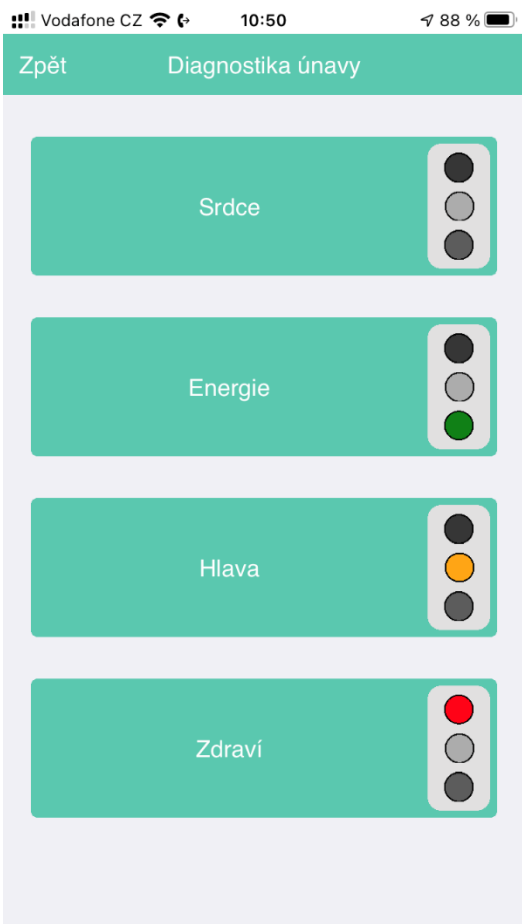 Vodafone CZ 10:50 88 %
Zpět Diagnostika únavy
Srdce
Energie
Hlava
Zdraví